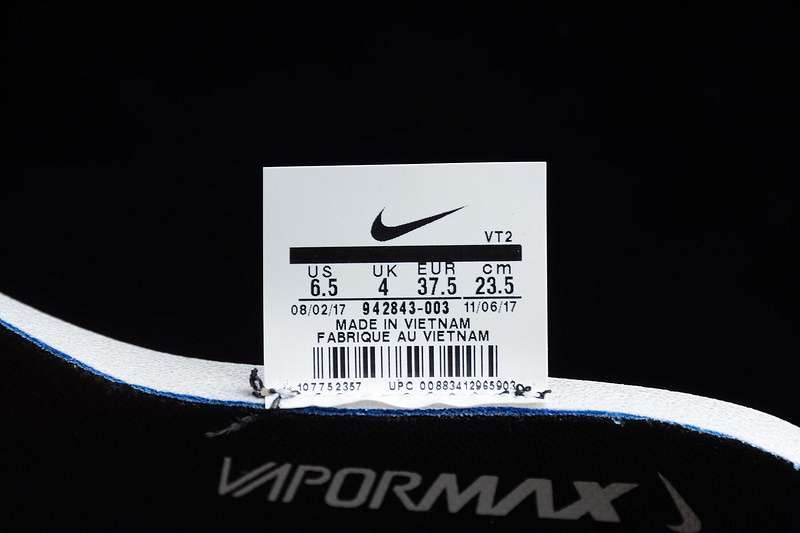 VT2
US UK EUR cm
6.5 4 37.5 23.5
08/02/17 942843-003 11/06/17
MADE IN VIETNAM
FABRIQUE AU VIETNAM
107752357 UPC 00883412965903
VAPORMAX